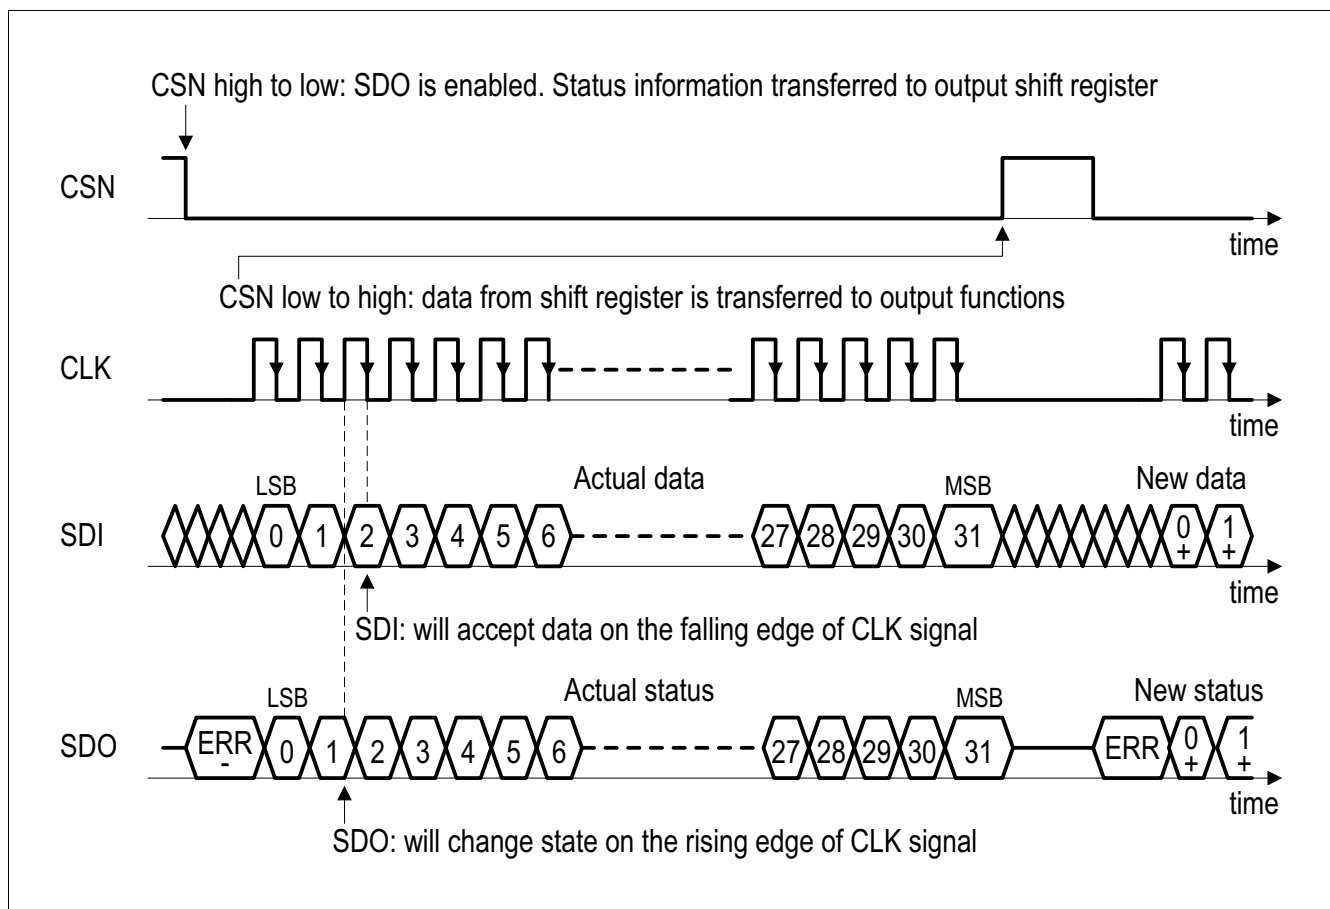 CSN high to low: SDO is enabled. Status information transferred to output shift register
CSN
time
CSN low to high: data from shift register is transferred to output functions
CLK
time
LSB
Actual data
MSB
New data
SDI
0 1 2 3 4 5 6 27 28 29 30 31 0+ 1+
time
SDI: will accept data on the falling edge of CLK signal
LSB
Actual status
MSB
New status
SDO
ERR- 0 1 2 3 4 5 6 27 28 29 30 31 ERR 0+ 1+
time
SDO: will change state on the rising edge of CLK signal